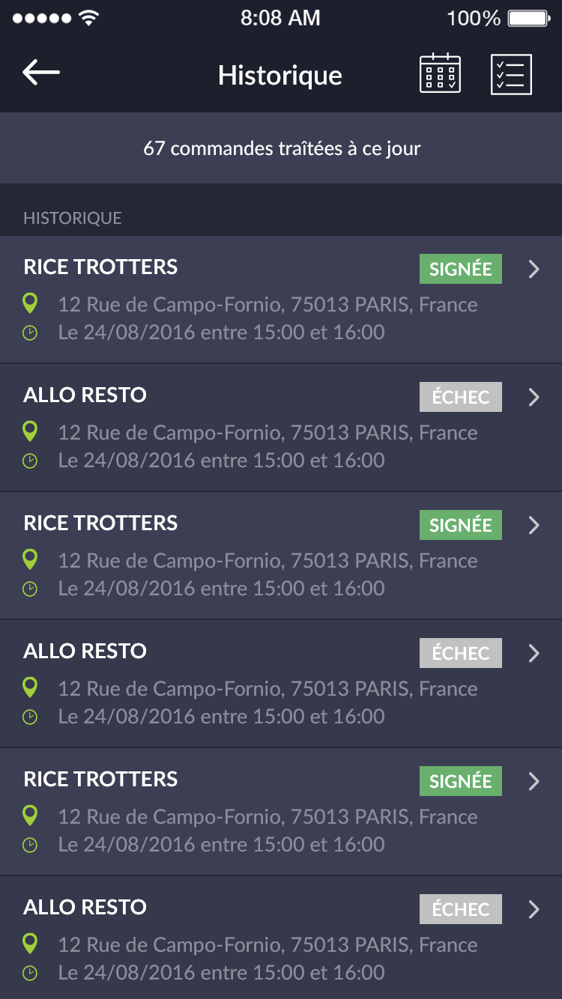 8:08 AM 100%
Historique
67 commandes traîtées à ce jour
HISTORIQUE
RICE TROTTERS SIGNÉE
12 Rue de Campo-Fornio, 75013 PARIS, France
Le 24/08/2016 entre 15:00 et 16:00
ALLO RESTO ÉCHEC
12 Rue de Campo-Fornio, 75013 PARIS, France
Le 24/08/2016 entre 15:00 et 16:00
RICE TROTTERS SIGNÉE
12 Rue de Campo-Fornio, 75013 PARIS, France
Le 24/08/2016 entre 15:00 et 16:00
ALLO RESTO ÉCHEC
12 Rue de Campo-Fornio, 75013 PARIS, France
Le 24/08/2016 entre 15:00 et 16:00
RICE TROTTERS SIGNÉE
12 Rue de Campo-Fornio, 75013 PARIS, France
Le 24/08/2016 entre 15:00 et 16:00
ALLO RESTO ÉCHEC
12 Rue de Campo-Fornio, 75013 PARIS, France
Le 24/08/2016 entre 15:00 et 16:00